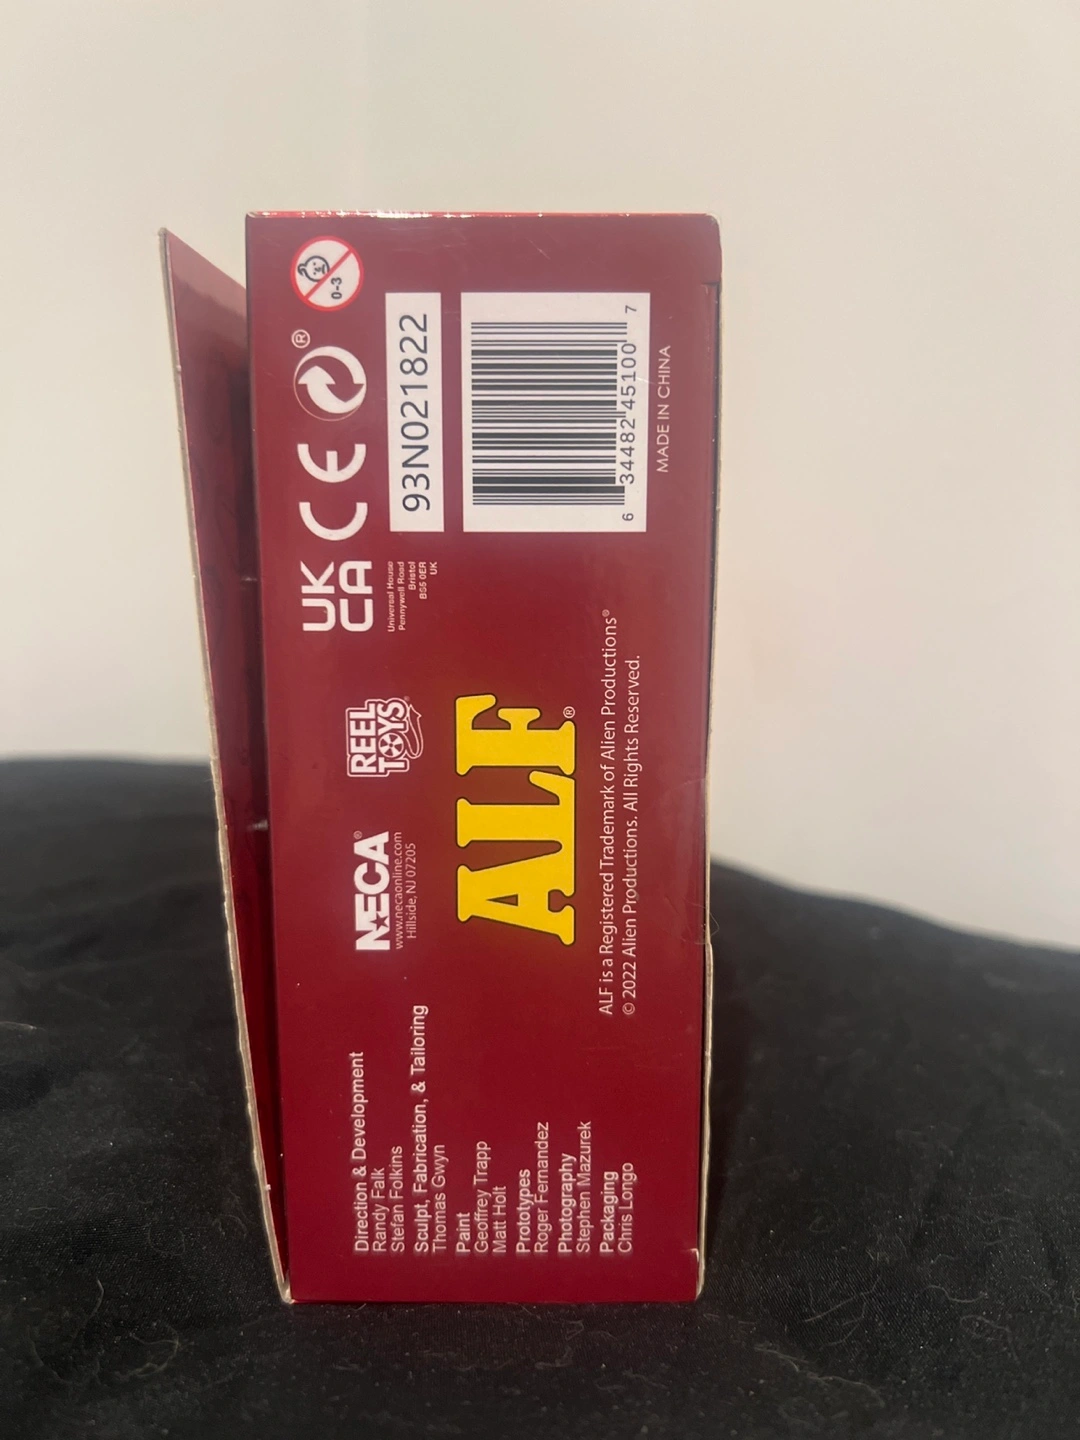 Direction & Development
Randy Falk
Stefan Folkins
Sculpt, Fabrication, & Tailoring
Thomas Gwyn
Paint
Geoffrey Trapp
Matt Holt
Prototypes
Roger Fernandez
Photography
Stephen Mazurek
Packaging
Chris Longo
NECA®
www.necaonline.com
Hillside, NJ 07205
REEL
TOYS®
ALF®
ALF is a Registered Trademark of Alien Productions®
© 2022 Alien Productions. All Rights Reserved.
UK
CA
Universal House
Pennywell Road
Bristol
BS5 0ER
UK
CE
®
0-3
93N021822
6 34482 45100 7
MADE IN CHINA